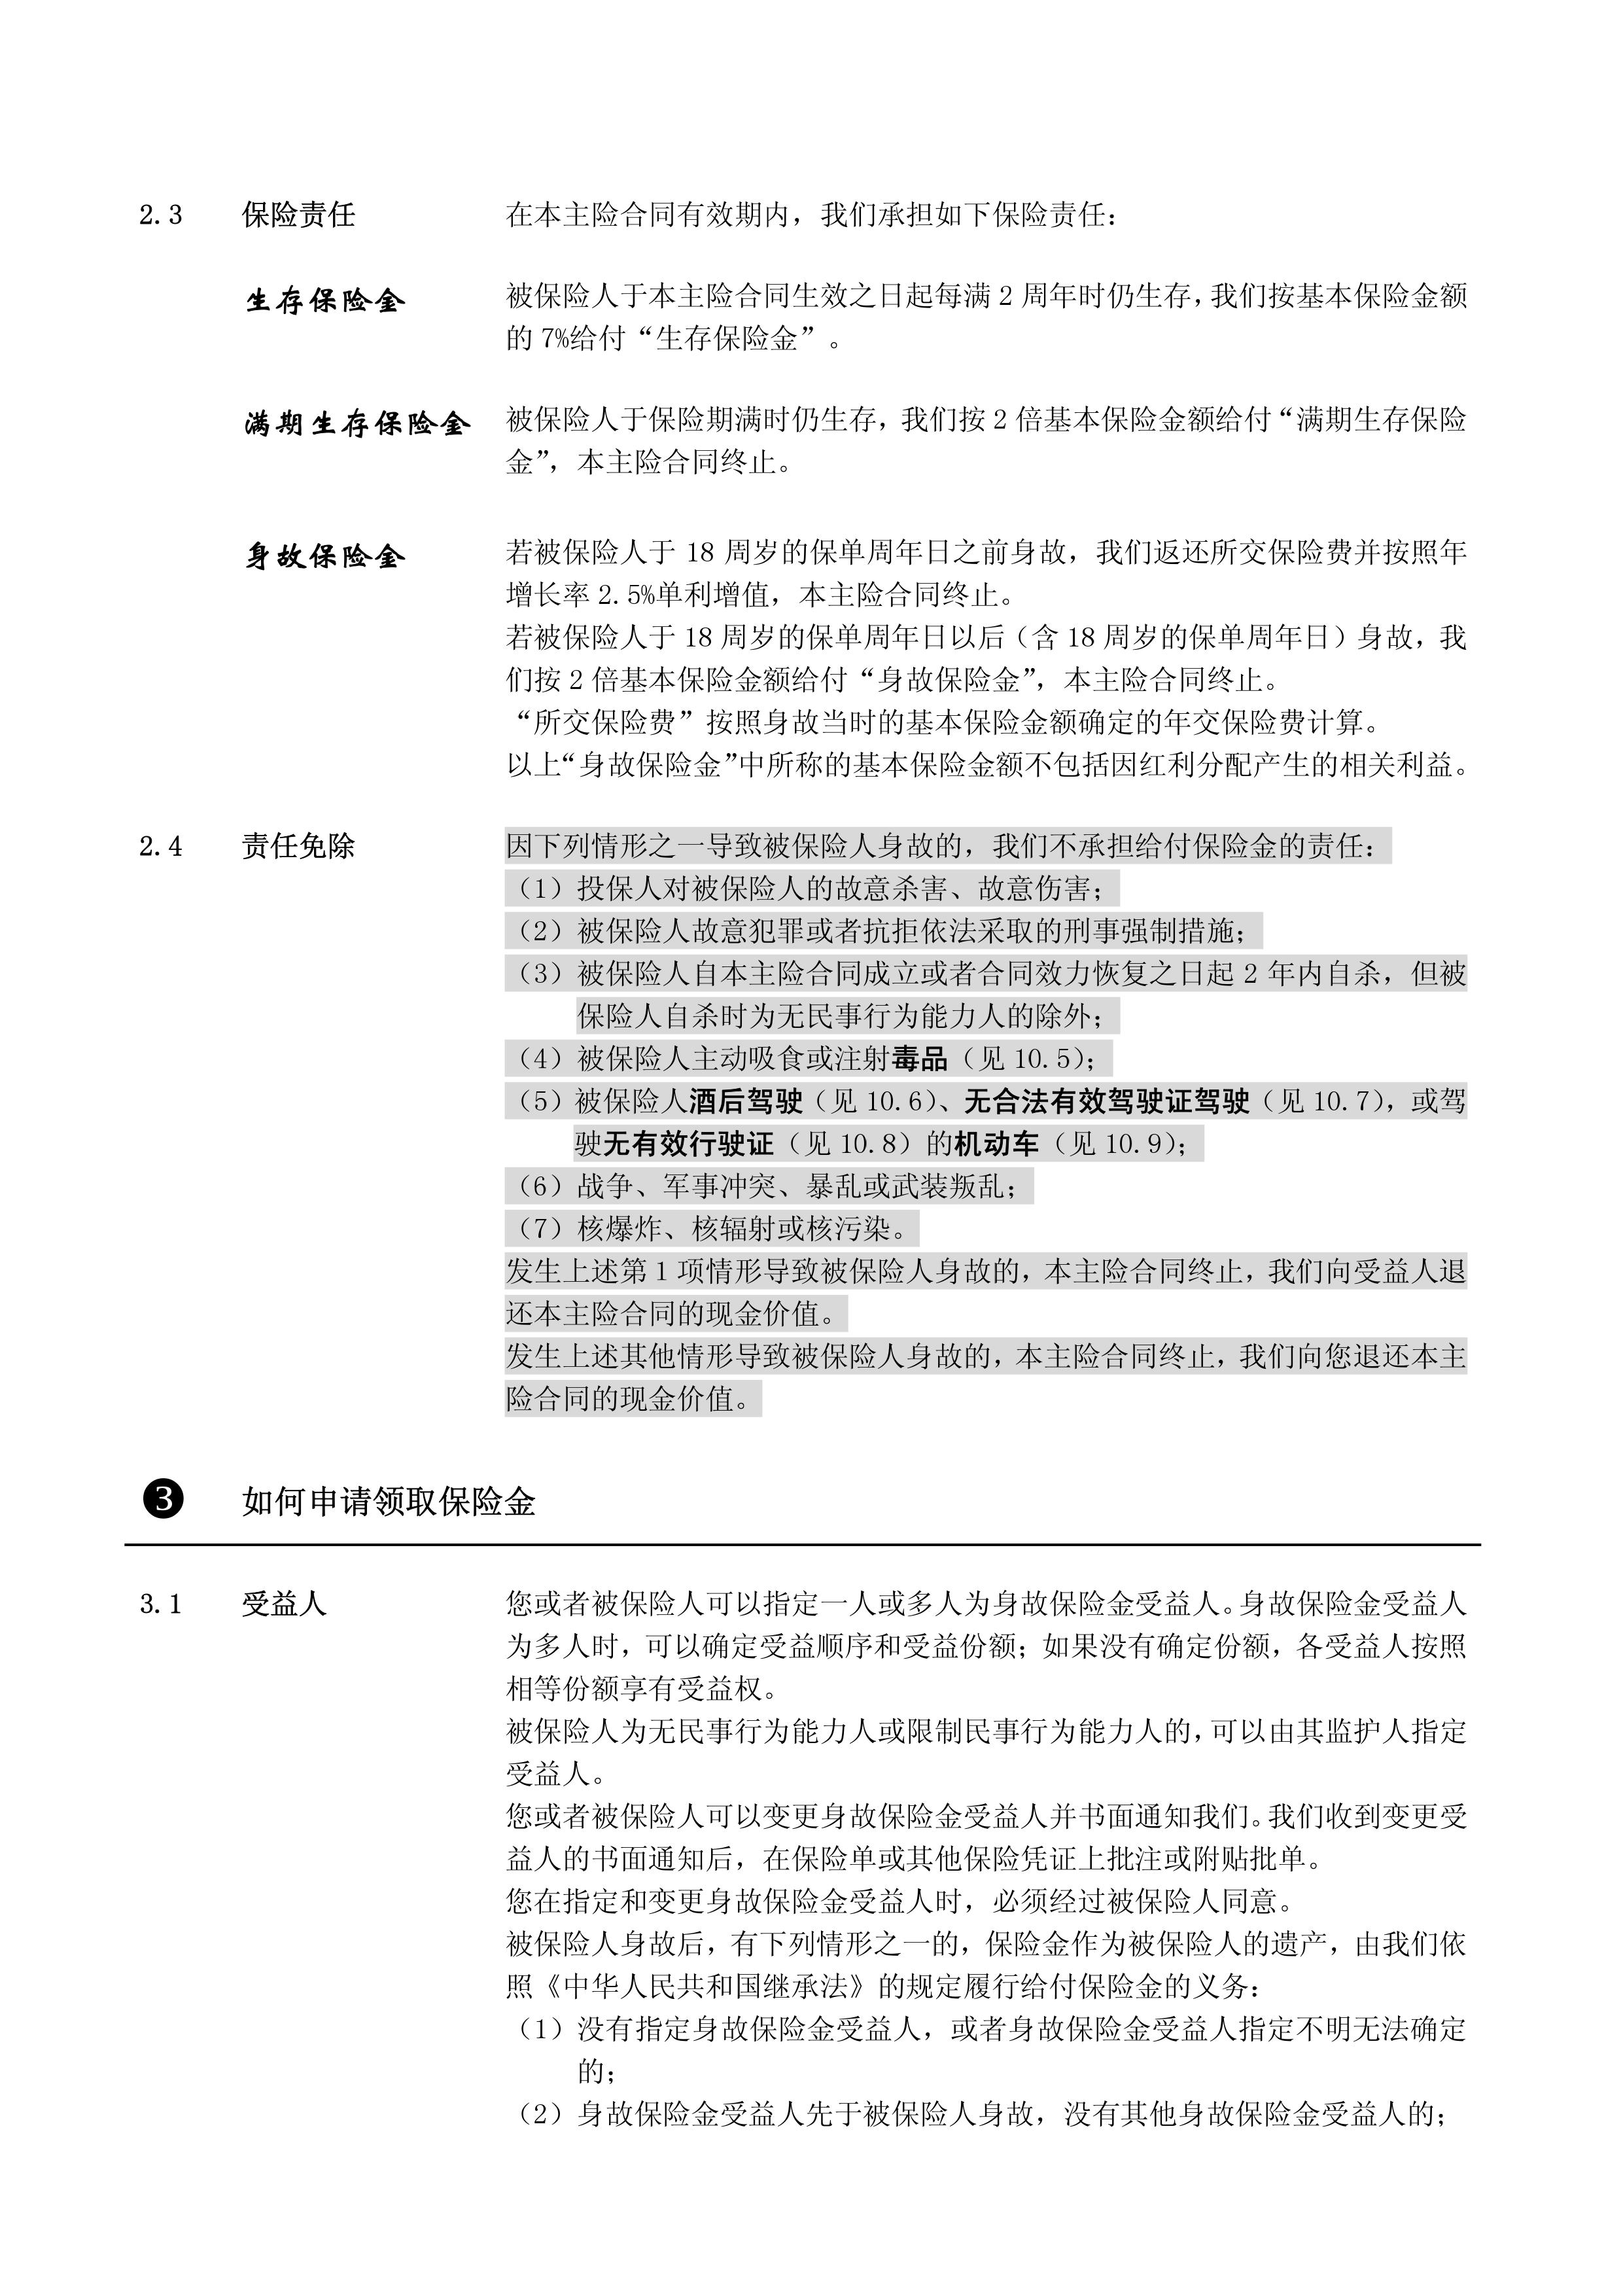 2.3 保险责任 在本主险合同有效期内，我们承担如下保险责任：
生存保险金 被保险人于本主险合同生效之日起每满 2 周年时仍生存，我们按基本保险金额
的 7%给付“生存保险金”。
满期生存保险金 被保险人于保险期满时仍生存，我们按 2 倍基本保险金额给付“满期生存保险
金”，本主险合同终止。
身故保险金 若被保险人于 18 周岁的保单周年日之前身故，我们返还所交保险费并按照年
增长率 2.5%单利增值，本主险合同终止。
若被保险人于 18 周岁的保单周年日以后（含 18 周岁的保单周年日）身故，我
们按 2 倍基本保险金额给付“身故保险金”，本主险合同终止。
“所交保险费”按照身故当时的基本保险金额确定的年交保险费计算。
以上“身故保险金”中所称的基本保险金额不包括因红利分配产生的相关利益。
2.4 责任免除 因下列情形之一导致被保险人身故的，我们不承担给付保险金的责任：
（1）投保人对被保险人的故意杀害、故意伤害；
（2）被保险人故意犯罪或者抗拒依法采取的刑事强制措施；
（3）被保险人自本主险合同成立或者合同效力恢复之日起 2 年内自杀，但被
保险人自杀时为无民事行为能力人的除外；
（4）被保险人主动吸食或注射毒品（见 10.5）；
（5）被保险人酒后驾驶（见 10.6）、无合法有效驾驶证驾驶（见 10.7），或驾
驶无有效行驶证（见 10.8）的机动车（见 10.9）；
（6）战争、军事冲突、暴乱或武装叛乱；
（7）核爆炸、核辐射或核污染。
发生上述第 1 项情形导致被保险人身故的，本主险合同终止，我们向受益人退
还本主险合同的现金价值。
发生上述其他情形导致被保险人身故的，本主险合同终止，我们向您退还本主
险合同的现金价值。
❸ 如何申请领取保险金
3.1 受益人 您或者被保险人可以指定一人或多人为身故保险金受益人。身故保险金受益人
为多人时，可以确定受益顺序和受益份额；如果没有确定份额，各受益人按照
相等份额享有受益权。
被保险人为无民事行为能力人或限制民事行为能力人的，可以由其监护人指定
受益人。
您或者被保险人可以变更身故保险金受益人并书面通知我们。我们收到变更受
益人的书面通知后，在保险单或其他保险凭证上批注或附贴批单。
您在指定和变更身故保险金受益人时，必须经过被保险人同意。
被保险人身故后，有下列情形之一的，保险金作为被保险人的遗产，由我们依
照《中华人民共和国继承法》的规定履行给付保险金的义务：
（1）没有指定身故保险金受益人，或者身故保险金受益人指定不明无法确定
的；
（2）身故保险金受益人先于被保险人身故，没有其他身故保险金受益人的；